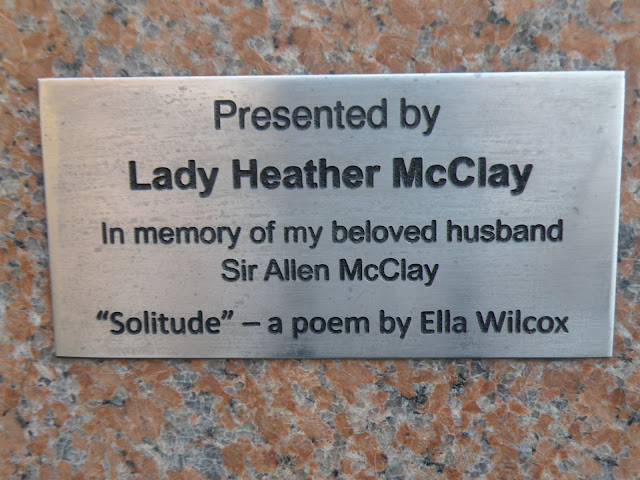 Presented by
Lady Heather McClay
In memory of my beloved husband
Sir Allen McClay
“Solitude” – a poem by Ella Wilcox